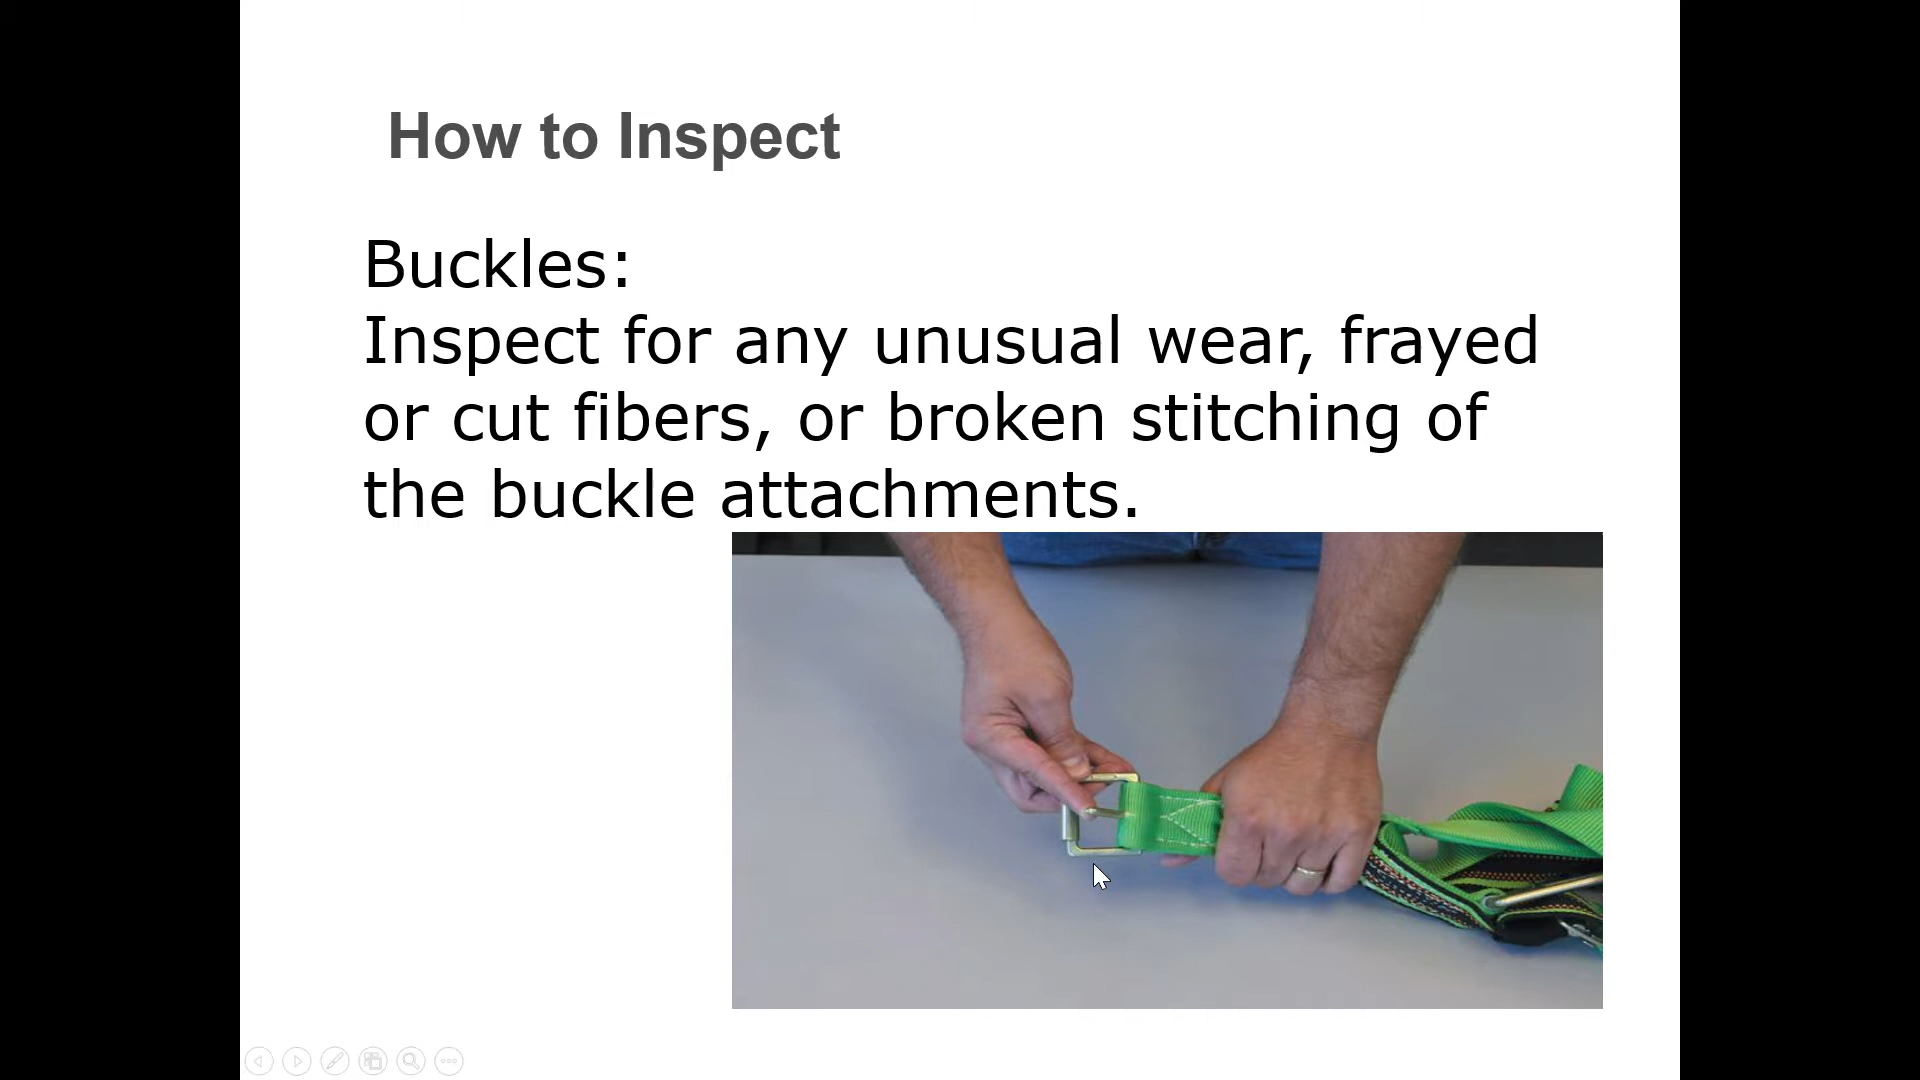 How to Inspect
Buckles:
Inspect for any unusual wear, frayed
or cut fibers, or broken stitching of
the buckle attachments.